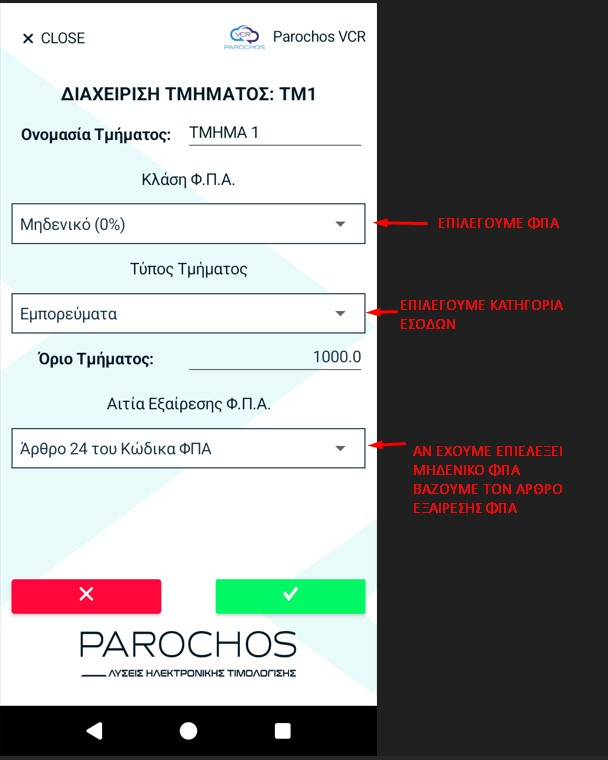 × CLOSE
VCR
PAROCHOS
Parochos VCR
ΔΙΑΧΕΙΡΙΣΗ ΤΜΗΜΑΤΟΣ: ΤΜ1
Ονομασία Τμήματος: ΤΜΗΜΑ 1
Κλάση Φ.Π.Α.
Μηδενικό (0%)
ΕΠΙΛΕΓΟΥΜΕ ΦΠΑ
Τύπος Τμήματος
Εμπορεύματα
ΕΠΙΛΕΓΟΥΜΕ ΚΑΤΗΓΟΡΙΑ
ΕΣΟΔΩΝ
Όριο Τμήματος: 1000.0
Αιτία Εξαίρεσης Φ.Π.Α.
Άρθρο 24 του Κώδικα ΦΠΑ
ΑΝ ΕΧΟΥΜΕ ΕΠΙΕΛΕΞΕΙ
ΜΗΔΕΝΙΚΟ ΦΠΑ
ΒΑΖΟΥΜΕ ΤΟΝ ΑΡΘΡΟ
ΕΞΑΙΡΕΣΗΣ ΦΠΑ
PAROCHOS
ΛΥΣΕΙΣ ΗΛΕΚΤΡΟΝΙΚΗΣ ΤΙΜΟΛΟΓΙΣΗΣ